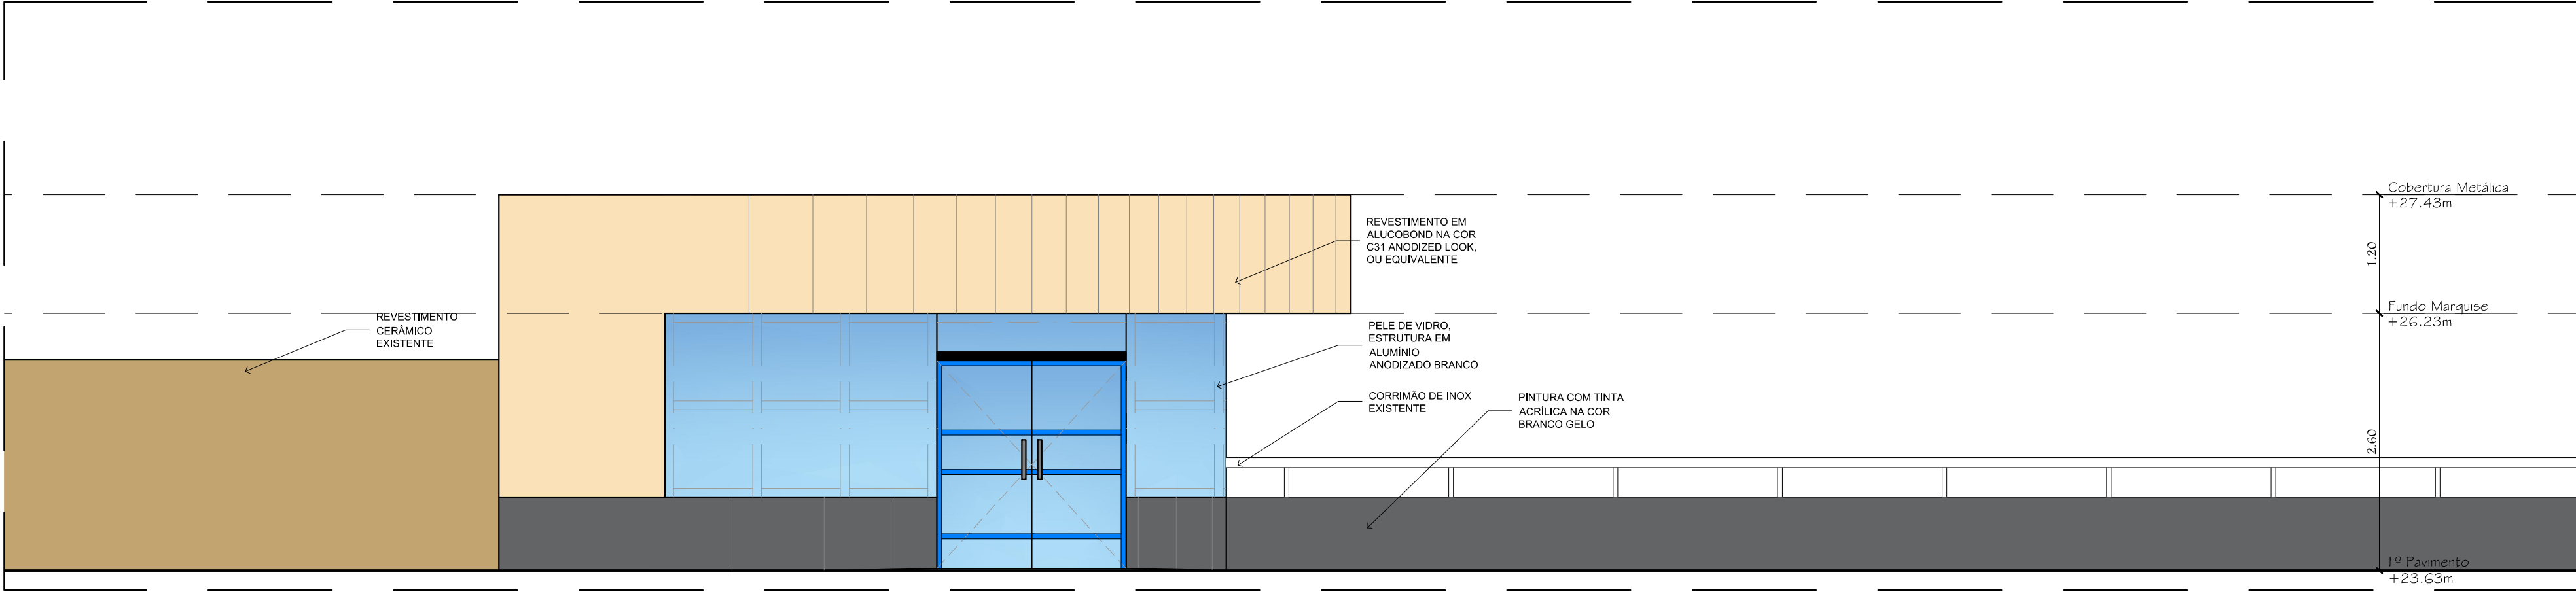 REVESTIMENTO
CERÂMICO
EXISTENTE
REVESTIMENTO EM
ALUCOBOND NA COR
C31 ANODIZED LOOK,
OU EQUIVALENTE
PELE DE VIDRO,
ESTRUTURA EM
ALUMÍNIO
ANODIZADO BRANCO
CORRIMÃO DE INOX
EXISTENTE
PINTURA COM TINTA
ACRÍLICA NA COR
BRANCO GELO
Cobertura Metálica
+27.43m
1.20
Fundo Marquise
+26.23m
2.60
1º Pavimento
+23.63m